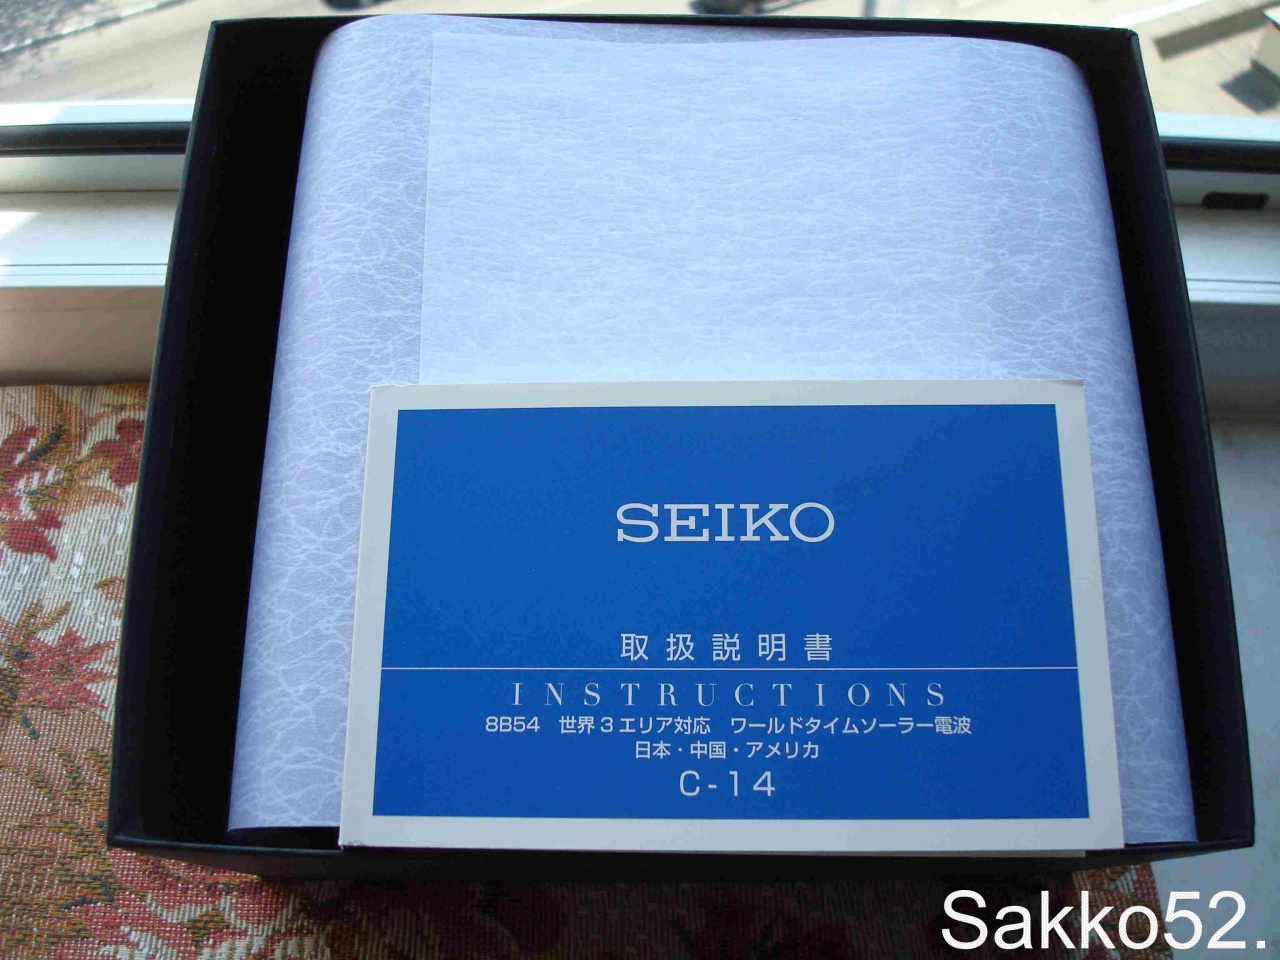 SEIKO
取扱説明書
INSTRUCTIONS
8B54 世界3エリア対応 ワールドタイムソーラー電波
日本・中国・アメリカ
C-14
Sakko52.